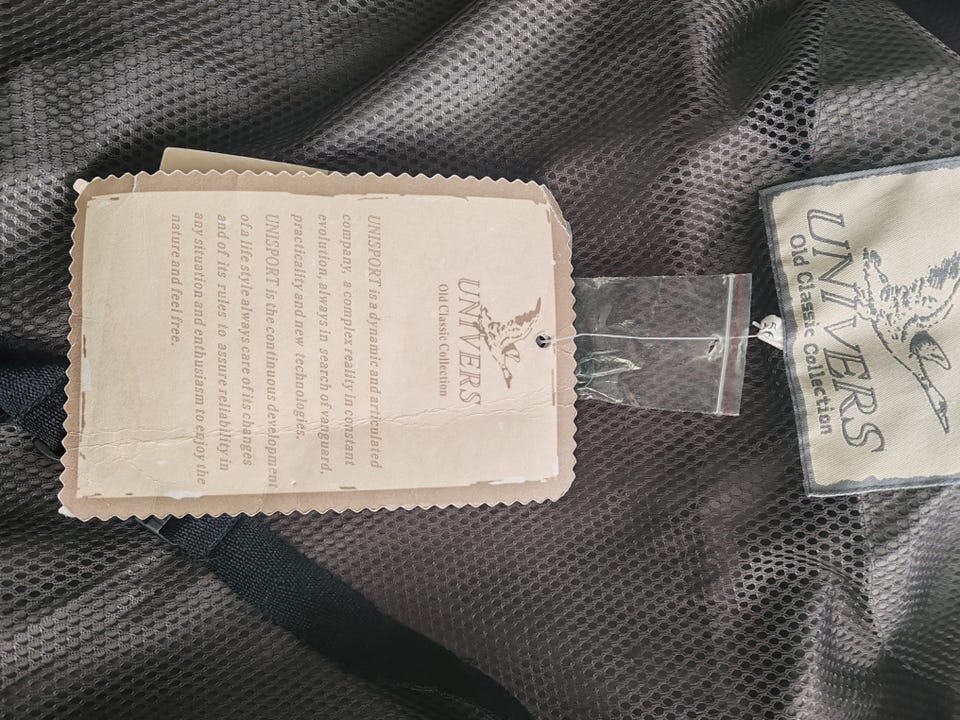 UNIVERS
Old Classic Collection
UNISPORT is a dynamic and articulated
company, a complex reality in constant
evolution, always in search of vanguard,
practicality and new technologies.
UNISPORT is the continuous development
of a life style always care of its changes
and of its rules to assure reliability in
any situation and enthusiasm to enjoy the
nature and feel free.
UNIVERS
Old Classic Collection